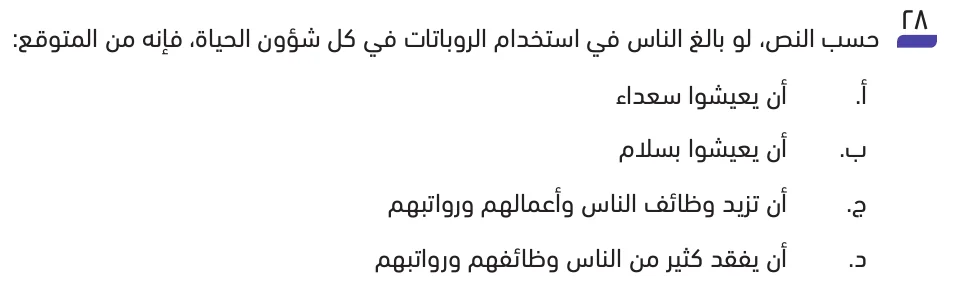 ٢٨
حسب النص، لو بالغ الناس في استخدام الروباتات في كل شؤون الحياة، فإنه من المتوقع:
أ. أن يعيشوا سعداء
ب. أن يعيشوا بسلام
ج. أن تزيد وظائف الناس وأعمالهم ورواتبهم
د. أن يفقد كثير من الناس وظائفهم ورواتبهم